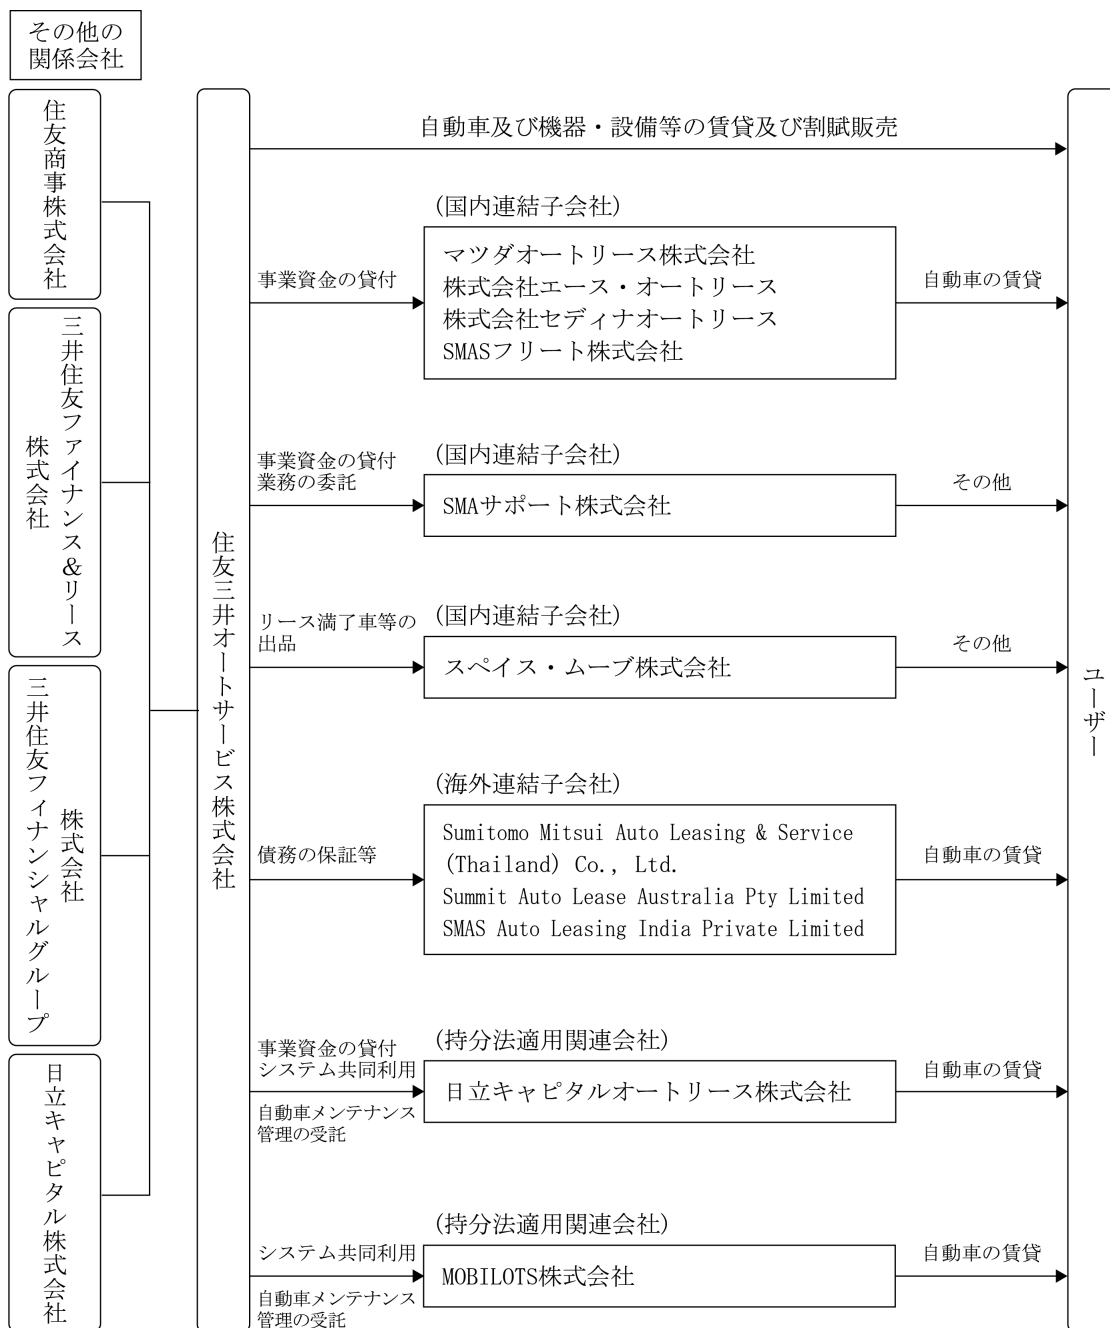 その他の
関係会社
住友商事株式会社
三井住友ファイナンス&リース
株式会社
三井住友フィナンシャルグループ
株式会社
日立キャピタル株式会社
住友三井オートサービス株式会社
自動車及び機器・設備等の賃貸及び割賦販売
(国内連結子会社)
事業資金の貸付
マツダオートリース株式会社
株式会社エース・オートリース
株式会社セディナオートリース
SMASフリート株式会社
自動車の賃貸
(国内連結子会社)
事業資金の貸付
業務の委託
SMAサポート株式会社
その他
(国内連結子会社)
リース満了車等の
出品
スペイス・ムーブ株式会社
その他
(海外連結子会社)
債務の保証等
Sumitomo Mitsui Auto Leasing & Service
(Thailand) Co., Ltd.
Summit Auto Lease Australia Pty Limited
SMAS Auto Leasing India Private Limited
自動車の賃貸
(持分法適用関連会社)
事業資金の貸付
システム共同利用
自動車メンテナンス
管理の受託
日立キャピタルオートリース株式会社
自動車の賃貸
(持分法適用関連会社)
システム共同利用
自動車メンテナンス
管理の受託
MOBILOTS株式会社
自動車の賃貸
ユーザー